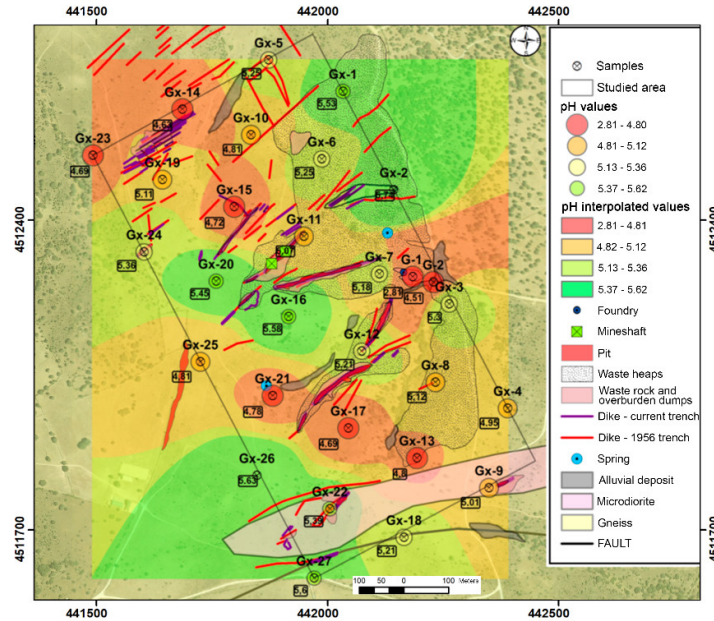 441500
442000
442500
Gx-5
5,25
Gx-1
5,53
Gx-14
4,63
Gx-10
4,81
Gx-23
4,69
Gx-6
5,25
Gx-19
5,11
Gx-2
Gx-15
4,72
4512400
4512400
Gx-11
5,07
Gx-24
5,36
Gx-7
5,18
G-1
2,81
G-2
4,51
Gx-20
5,45
Gx-3
5,3
Gx-16
5,58
Gx-12
5,21
Gx-25
4,81
Gx-8
5,12
Gx-21
4,78
Gx-4
4,95
Gx-17
4,69
Gx-13
4,8
Gx-26
5,63
Gx-9
5,01
Gx-22
5,39
4511700
4511700
Gx-18
5,21
Gx-27
5,6
100 50 0 100 Meters
441500
442000
442500
Samples
Studied area
pH values
2.81 - 4.80
4.81 - 5.12
5.13 - 5.36
5.37 - 5.62
pH interpolated values
2.81 - 4.81
4.82 - 5.12
5.13 - 5.36
5.37 - 5.62
Foundry
Mineshaft
Pit
Waste heaps
Waste rock and
overburden dumps
Dike - current trench
Dike - 1956 trench
Spring
Alluvial deposit
Microdiorite
Gneiss
FAULT